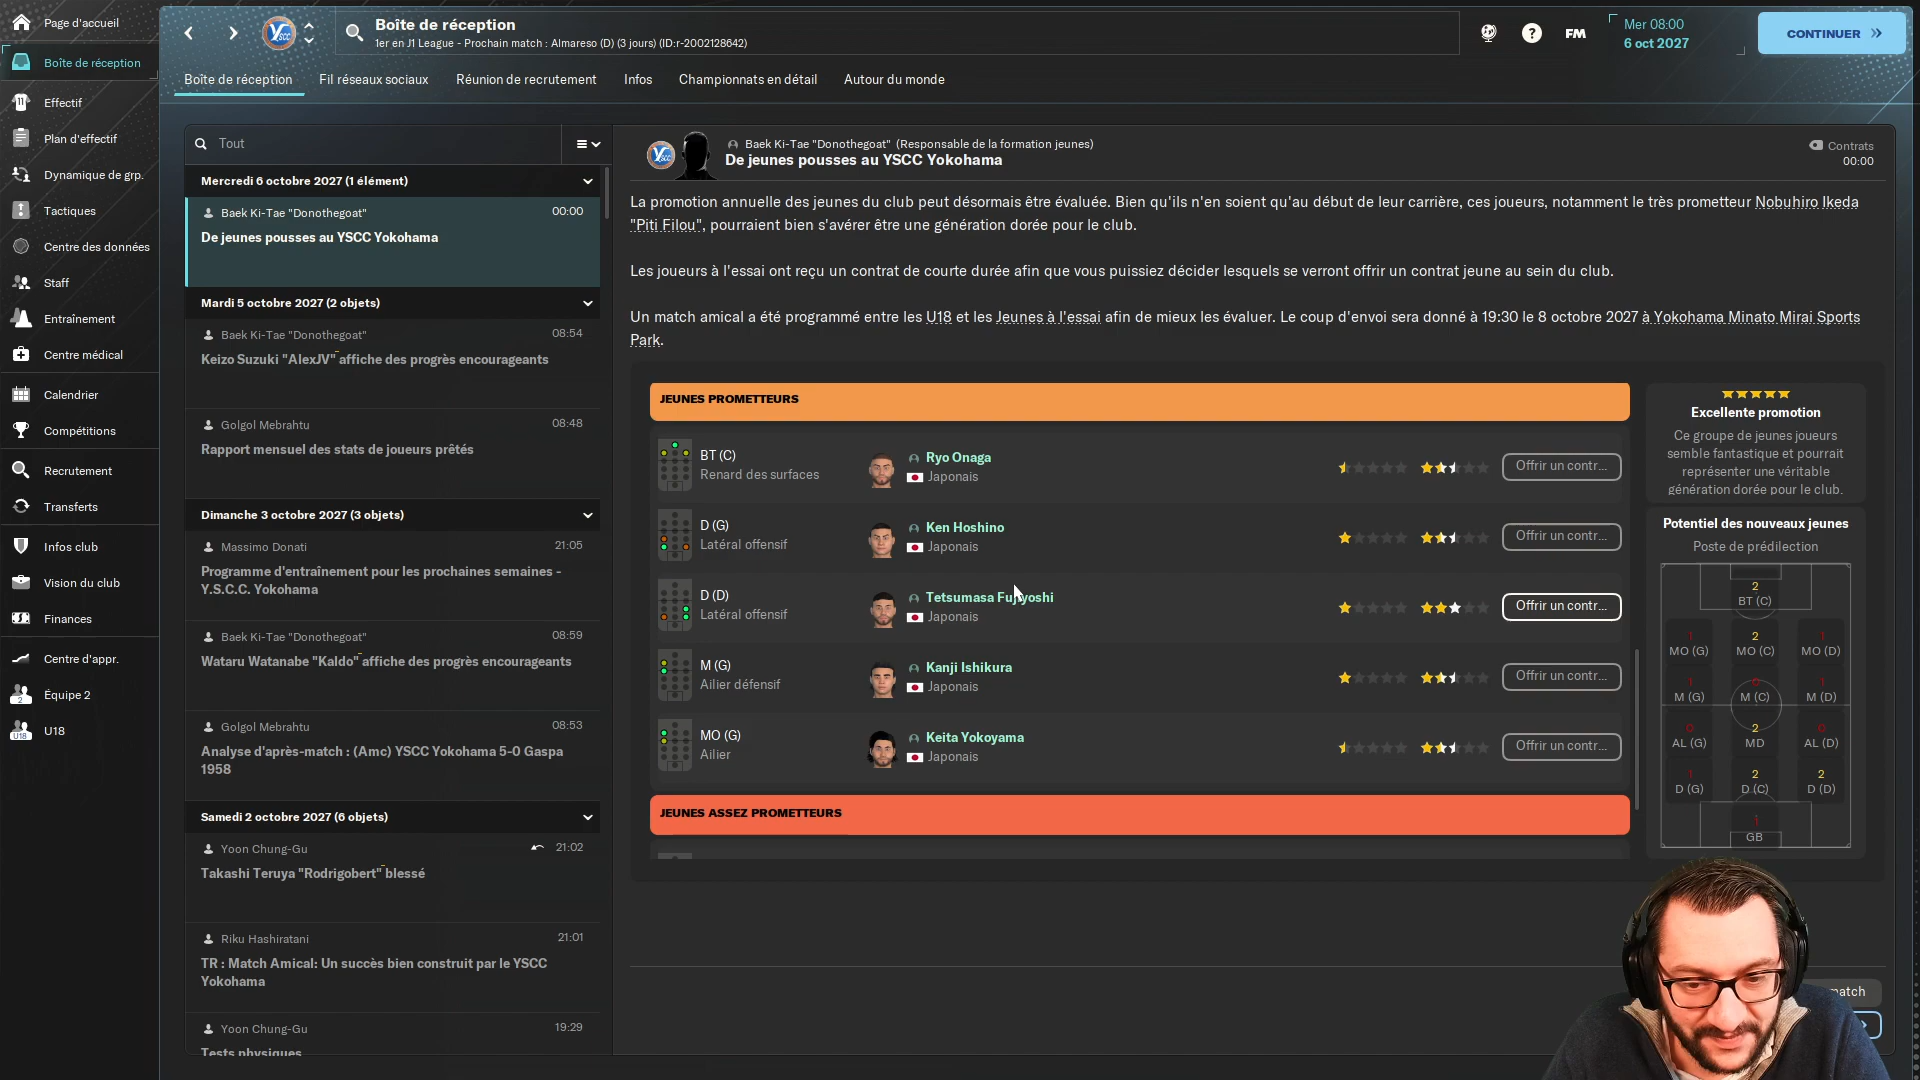 Page d'accueil
Boîte de réception
Effectif
Plan d'effectif
Dynamique de grp.
Tactiques
Centre des données
Staff
Entraînement
Centre médical
Calendrier
Compétitions
Recrutement
Transferts
Infos club
Vision du club
Finances
Centre d'appr.
Équipe 2
U18
Boîte de réception
1er en J1 League - Prochain match : Almareso (D) (3 jours) (ID:r-2002128642)
FM
Mer 08:00
6 oct 2027
CONTINUER
Boîte de réception
Fil réseaux sociaux
Réunion de recrutement
Infos
Championnats en détail
Autour du monde
Tout
Mercredi 6 octobre 2027 (1 élément)
Baek Ki-Tae "Donothegoat" 00:00
De jeunes pousses au YSCC Yokohama
Mardi 5 octobre 2027 (2 objets)
Baek Ki-Tae "Donothegoat" 08:54
Keizo Suzuki "AlexJV" affiche des progrès encourageants
Golgol Mebrahtu 08:48
Rapport mensuel des stats de joueurs prêtés
Dimanche 3 octobre 2027 (3 objets)
Massimo Donati 21:05
Programme d'entraînement pour les prochaines semaines -
Y.S.C.C. Yokohama
Baek Ki-Tae "Donothegoat" 08:59
Wataru Watanabe "Kaldo" affiche des progrès encourageants
Golgol Mebrahtu 08:53
Analyse d'après-match : (Amc) YSCC Yokohama 5-0 Gaspa
1958
Samedi 2 octobre 2027 (6 objets)
Yoon Chung-Gu 21:02
Takashi Teruya "Rodrigobert" blessé
Riku Hashiratani 21:01
TR : Match Amical: Un succès bien construit par le YSCC
Yokohama
Yoon Chung-Gu 19:29
Tests physiques
Baek Ki-Tae "Donothegoat" (Responsable de la formation jeunes)
De jeunes pousses au YSCC Yokohama
Contrats
00:00
La promotion annuelle des jeunes du club peut désormais être évaluée. Bien qu'ils n'en soient qu'au début de leur carrière, ces joueurs, notamment le très prometteur Nobuhiro Ikeda
"Piti Filou", pourraient bien s'avérer être une génération dorée pour le club.
Les joueurs à l'essai ont reçu un contrat de courte durée afin que vous puissiez décider lesquels se verront offrir un contrat jeune au sein du club.
Un match amical a été programmé entre les U18 et les Jeunes à l'essai afin de mieux les évaluer. Le coup d'envoi sera donné à 19:30 le 8 octobre 2027 à Yokohama Minato Mirai Sports
Park.
JEUNES PROMETTEURS
BT (C)
Renard des surfaces
Ryo Onaga
Japonais
Offrir un contr...
D (G)
Latéral offensif
Ken Hoshino
Japonais
Offrir un contr...
D (D)
Latéral offensif
Tetsumasa Fujiyoshi
Japonais
Offrir un contr...
M (G)
Ailier défensif
Kanji Ishikura
Japonais
Offrir un contr...
MO (G)
Ailier
Keita Yokoyama
Japonais
Offrir un contr...
JEUNES ASSEZ PROMETTEURS
Excellente promotion
Ce groupe de jeunes joueurs
semble fantastique et pourrait
représenter une véritable
génération dorée pour le club.
Potentiel des nouveaux jeunes
Poste de prédilection
2
BT (C)
1 2 1
MO (G) MO (C) MO (D)
1 0 1
M (G) M (C) M (D)
0 2 0
AL (G) MD AL (D)
1 2 2
D (G) D (C) D (D)
1
GB
match